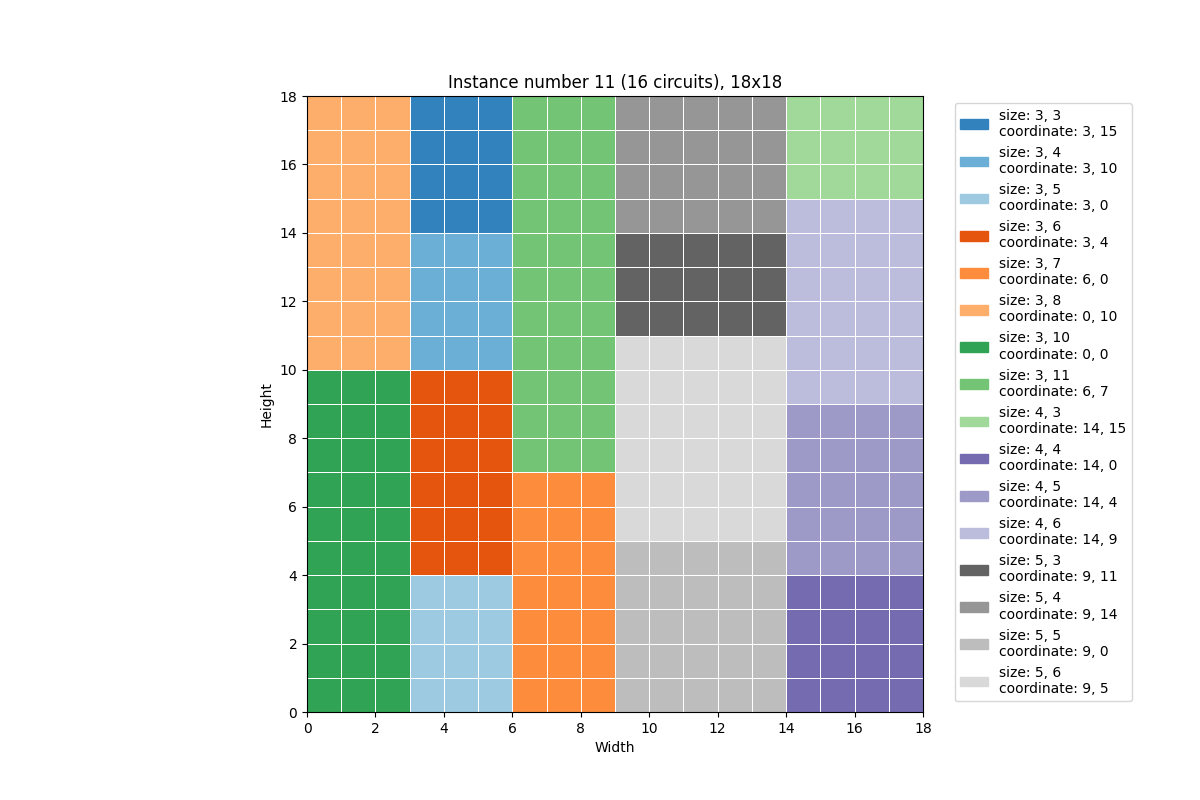 Instance number 11 (16 circuits), 18x18
18
16
14
12
10
8
6
4
2
0
Height
0 2 4 6 8 10 12 14 16 18
Width
size: 3, 3
coordinate: 3, 15
size: 3, 4
coordinate: 3, 10
size: 3, 5
coordinate: 3, 0
size: 3, 6
coordinate: 3, 4
size: 3, 7
coordinate: 6, 0
size: 3, 8
coordinate: 0, 10
size: 3, 10
coordinate: 0, 0
size: 3, 11
coordinate: 6, 7
size: 4, 3
coordinate: 14, 15
size: 4, 4
coordinate: 14, 0
size: 4, 5
coordinate: 14, 4
size: 4, 6
coordinate: 14, 9
size: 5, 3
coordinate: 9, 11
size: 5, 4
coordinate: 9, 14
size: 5, 5
coordinate: 9, 0
size: 5, 6
coordinate: 9, 5